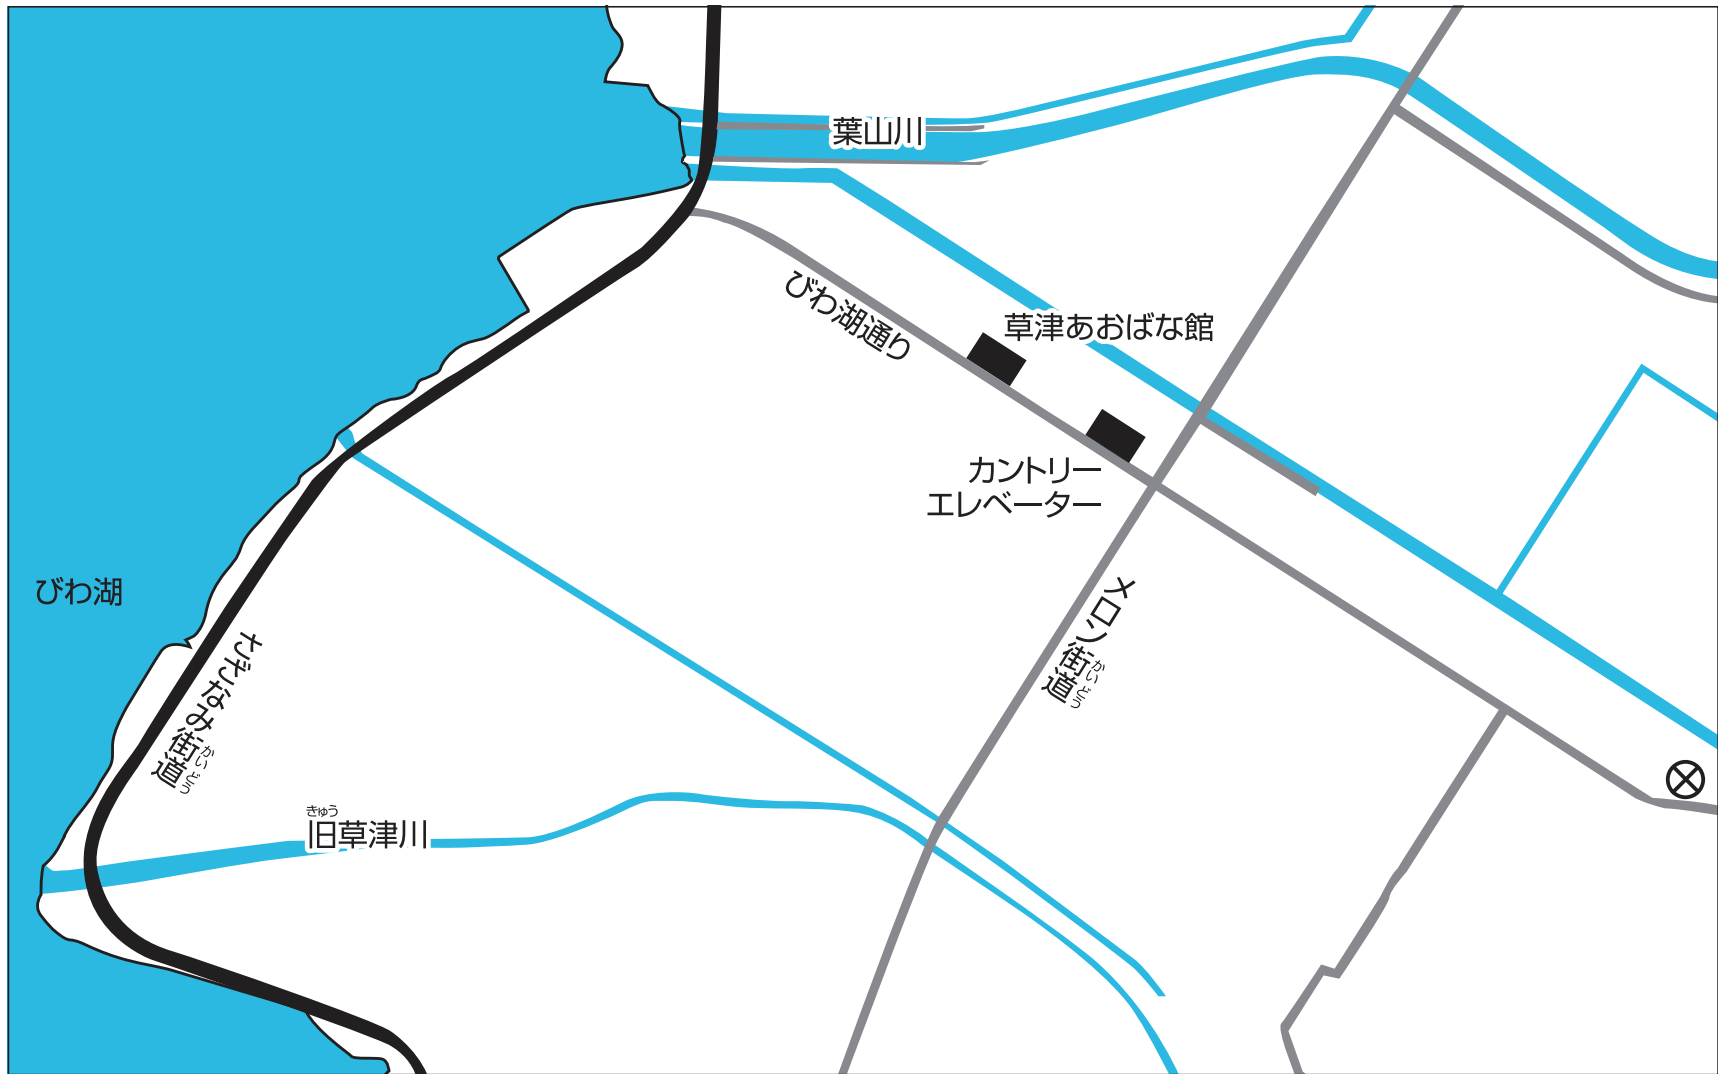 葉山川
びわ湖通り
草津あおばな館
カントリー
エレベーター
びわ湖
メロン街道
かいどう
さざなみ街道
かいどう
きゅう
旧草津川